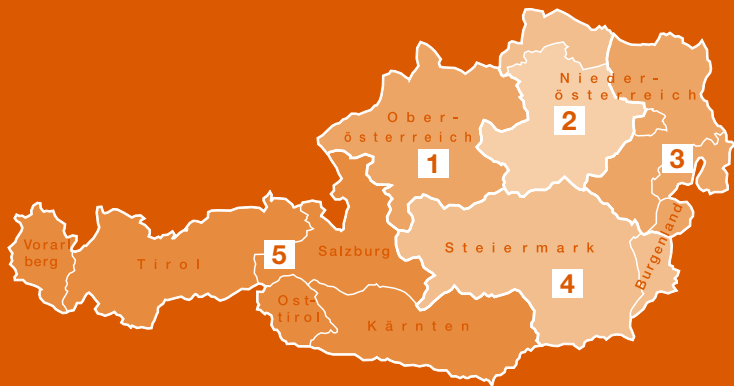 Nieder-
österreich
2
Ober-
österreich
1
3
Burgenland
Steiermark
4
Vorarl
berg
Tirol
5
Salzburg
Ost-
tirol
Kärnten